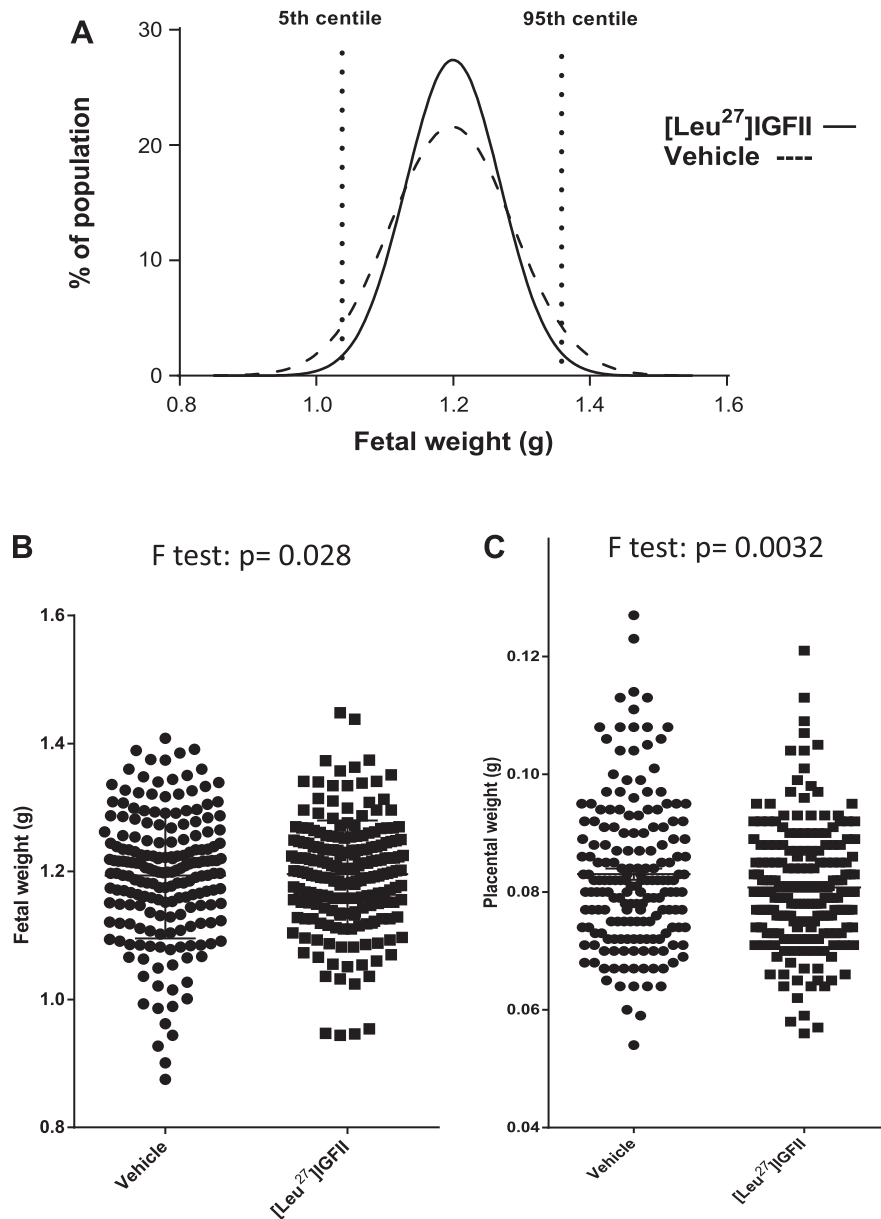 A
5th centile
95th centile
30
20
10
0
% of population
[Leu27]IGFII
Vehicle ----
0.8
1.0
1.2
1.4
1.6
Fetal weight (g)
B
F test: p= 0.028
1.6
1.4
1.2
1.0
0.8
Fetal weight (g)
Vehicle
[Leu27]IGFII
C
F test: p= 0.0032
0.12
0.10
0.08
0.06
0.04
Placental weight (g)
Vehicle
[Leu27]IGFII